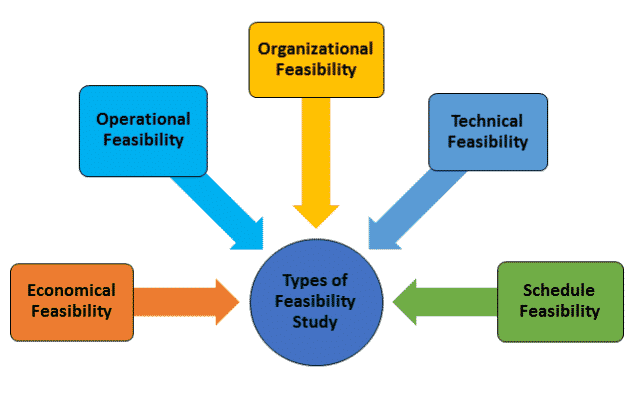 Organizational
Feasibility
Operational
Feasibility
Technical
Feasibility
Economical
Feasibility
Types of
Feasibility
Study
Schedule
Feasibility